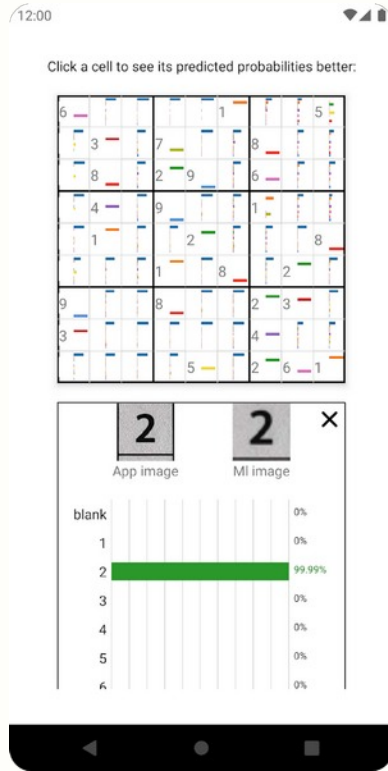 12:00
Click a cell to see its predicted probabilities better:
6 1 5
3 7 8
8 2 9 6
4 9 1
1 2 8
1 8 2
9 8 2 3
3 4
5 2 6 1
2 2
App image Ml image
blank 0%
1 0%
2 99.99%
3 0%
4 0%
5 0%
6 0%